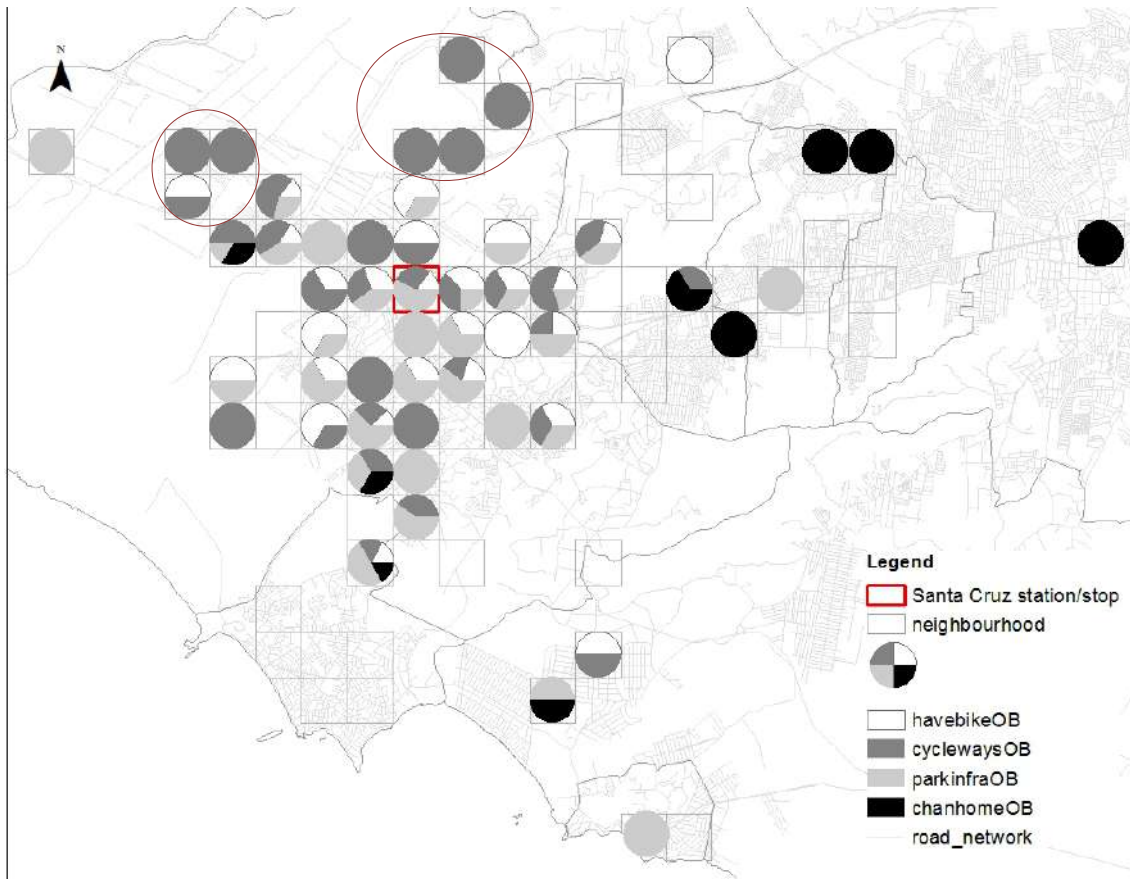 N
Legend
Santa Cruz station/stop
neighbourhood
havebikeOB
cyclewaysOB
parkinfraOB
chanhomeOB
road_network